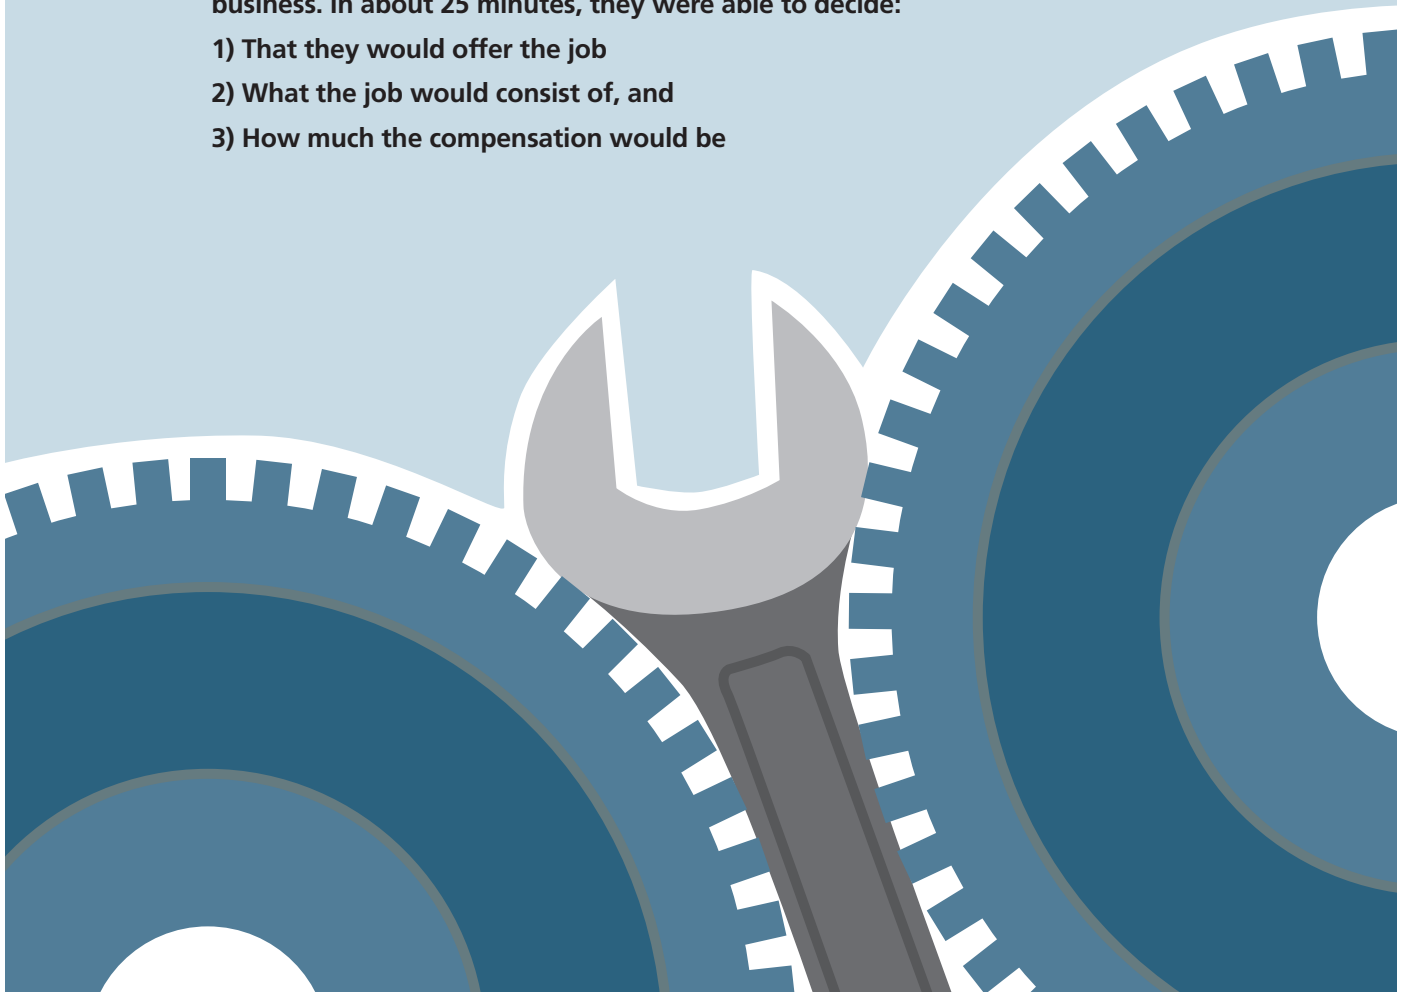 business. In about 25 minutes, they were able to decide:
1) That they would offer the job
2) What the job would consist of, and
3) How much the compensation would be